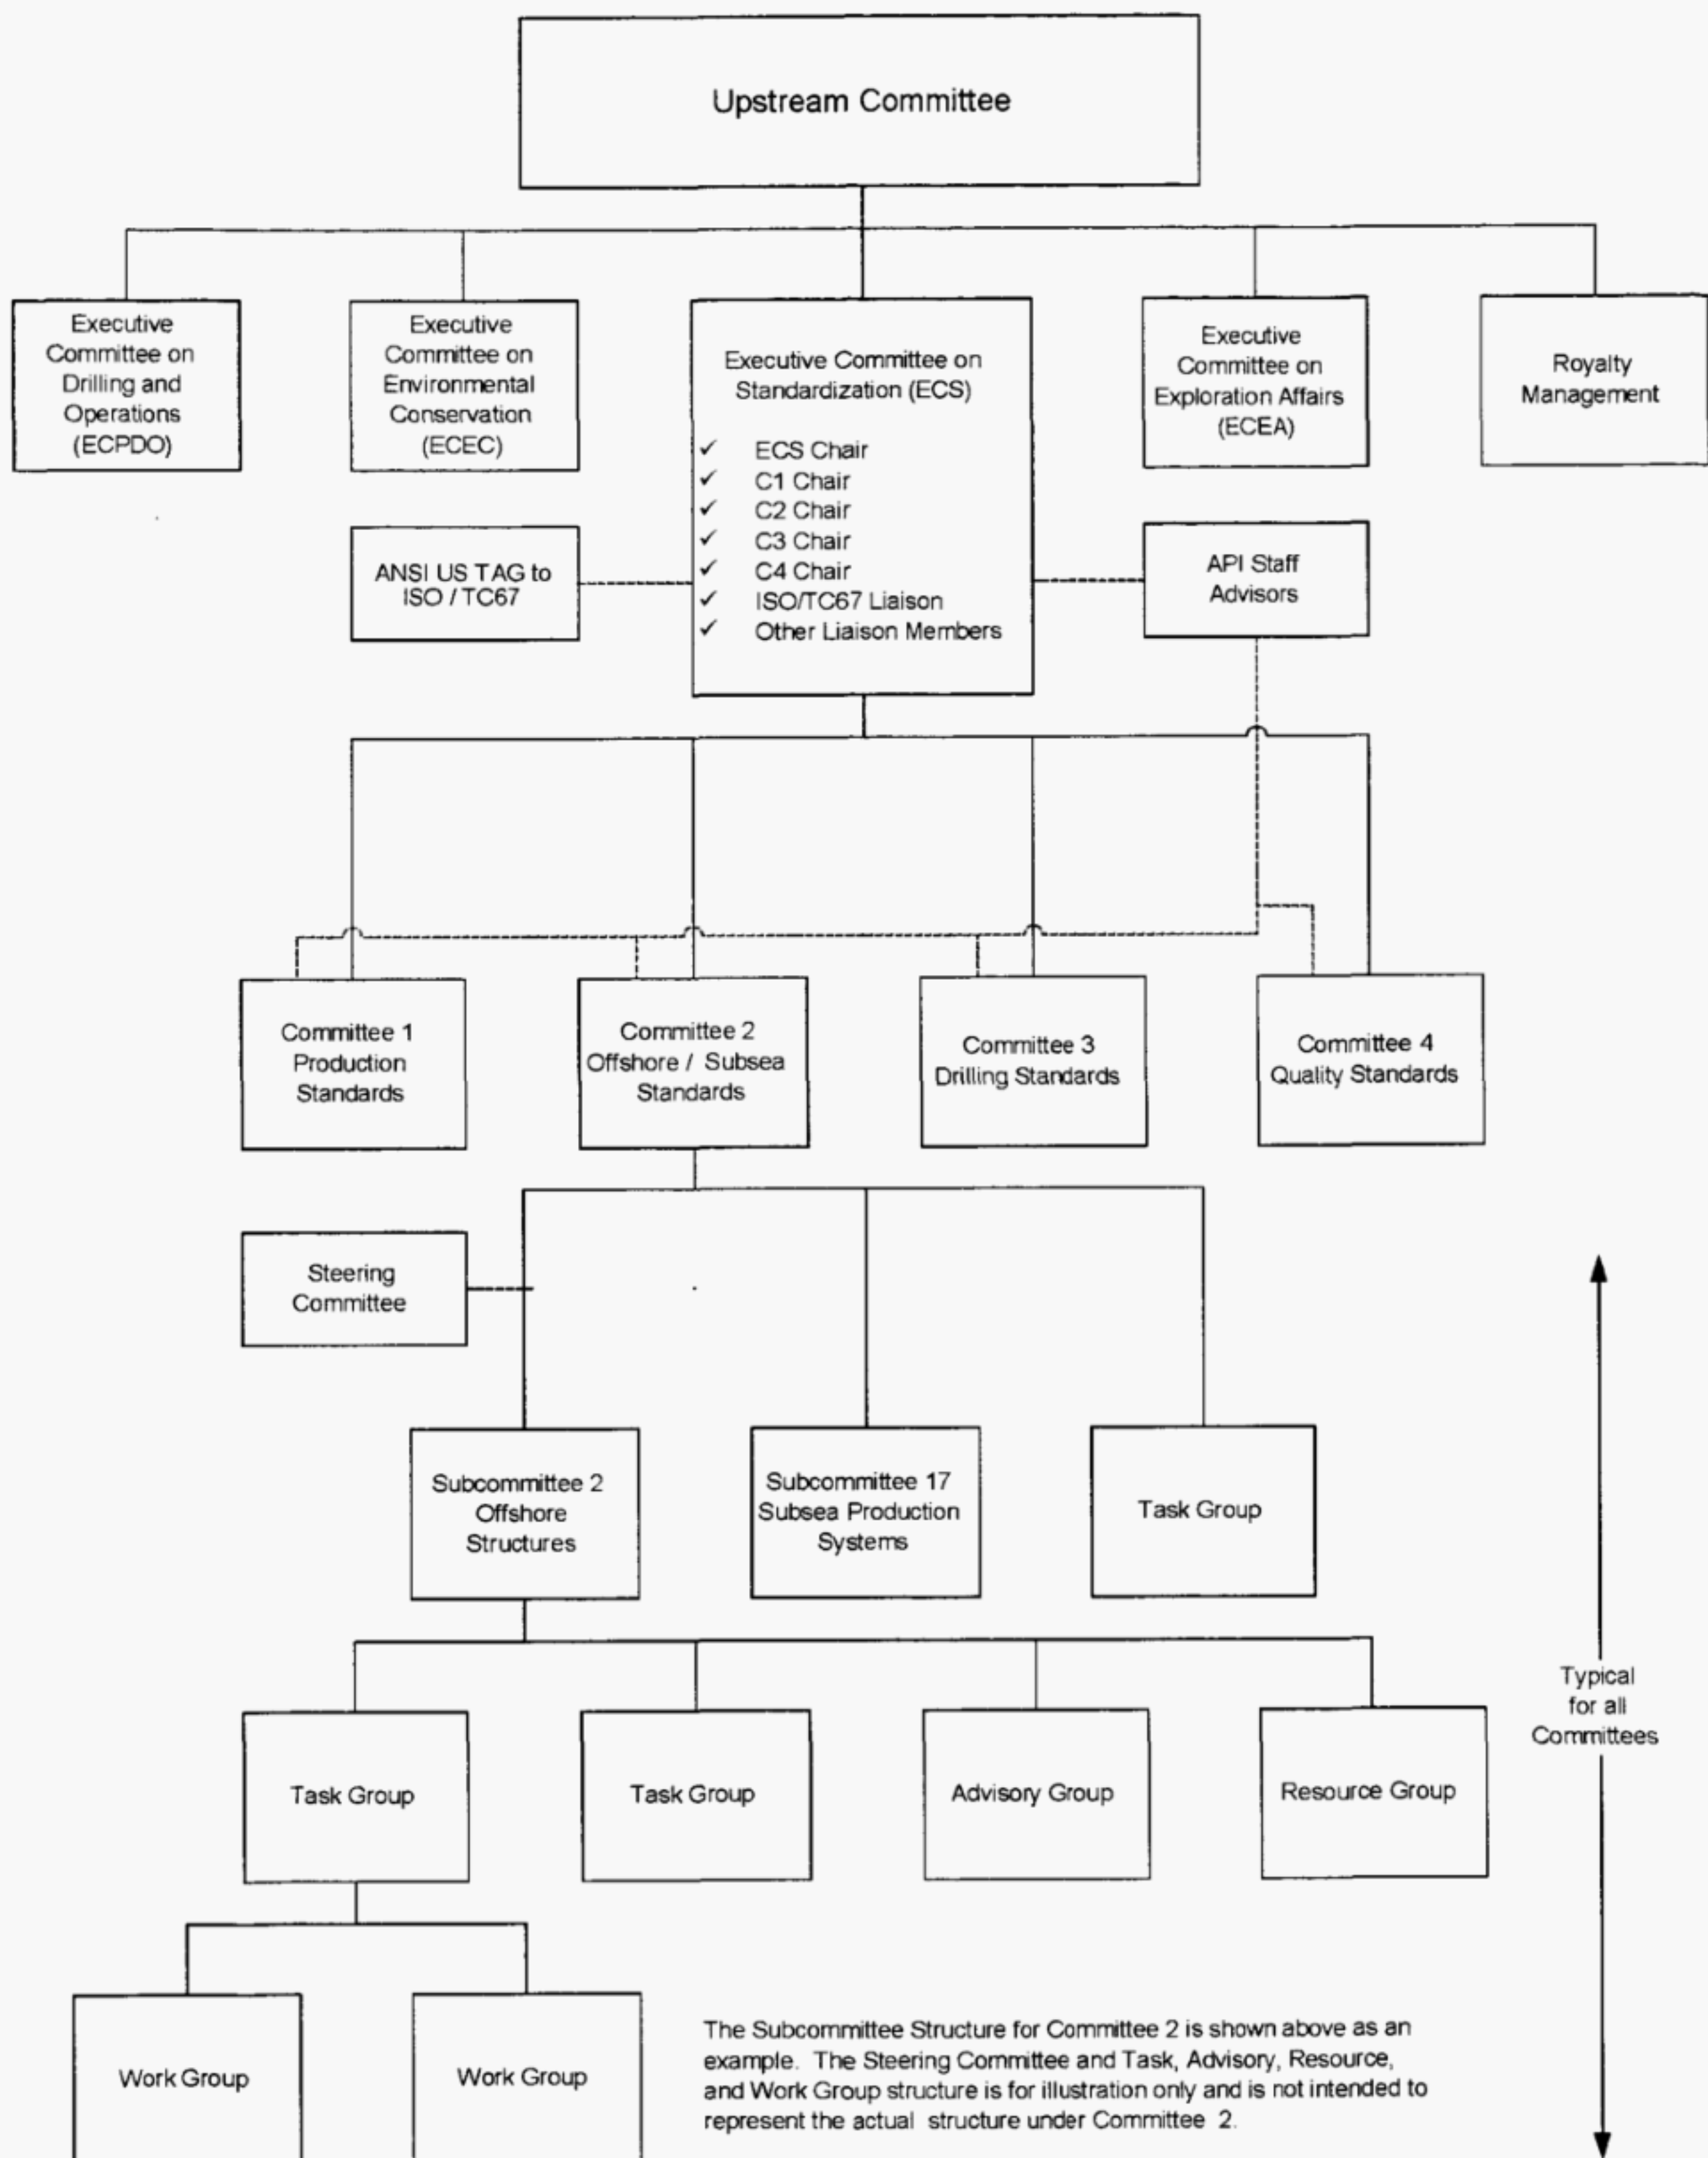 Upstream Committee
Executive
Committee on
Drilling and
Operations
(ECPDO)
Executive
Committee on
Environmental
Conservation
(ECEC)
Executive Committee on
Standardization (ECS)
✓ ECS Chair
✓ C1 Chair
✓ C2 Chair
✓ C3 Chair
✓ C4 Chair
✓ ISO/TC67 Liaison
✓ Other Liaison Members
Executive
Committee on
Exploration Affairs
(ECEA)
Royalty
Management
ANSI US TAG to
ISO / TC67
API Staff
Advisors
Committee 1
Production
Standards
Committee 2
Offshore / Subsea
Standards
Committee 3
Drilling Standards
Committee 4
Quality Standards
Steering
Committee
Subcommittee 2
Offshore
Structures
Subcommittee 17
Subsea Production
Systems
Task Group
Typical
for all
Committees
Task Group
Task Group
Advisory Group
Resource Group
Work Group
Work Group
The Subcommittee Structure for Committee 2 is shown above as an
example. The Steering Committee and Task, Advisory, Resource,
and Work Group structure is for illustration only and is not intended to
represent the actual structure under Committee 2.